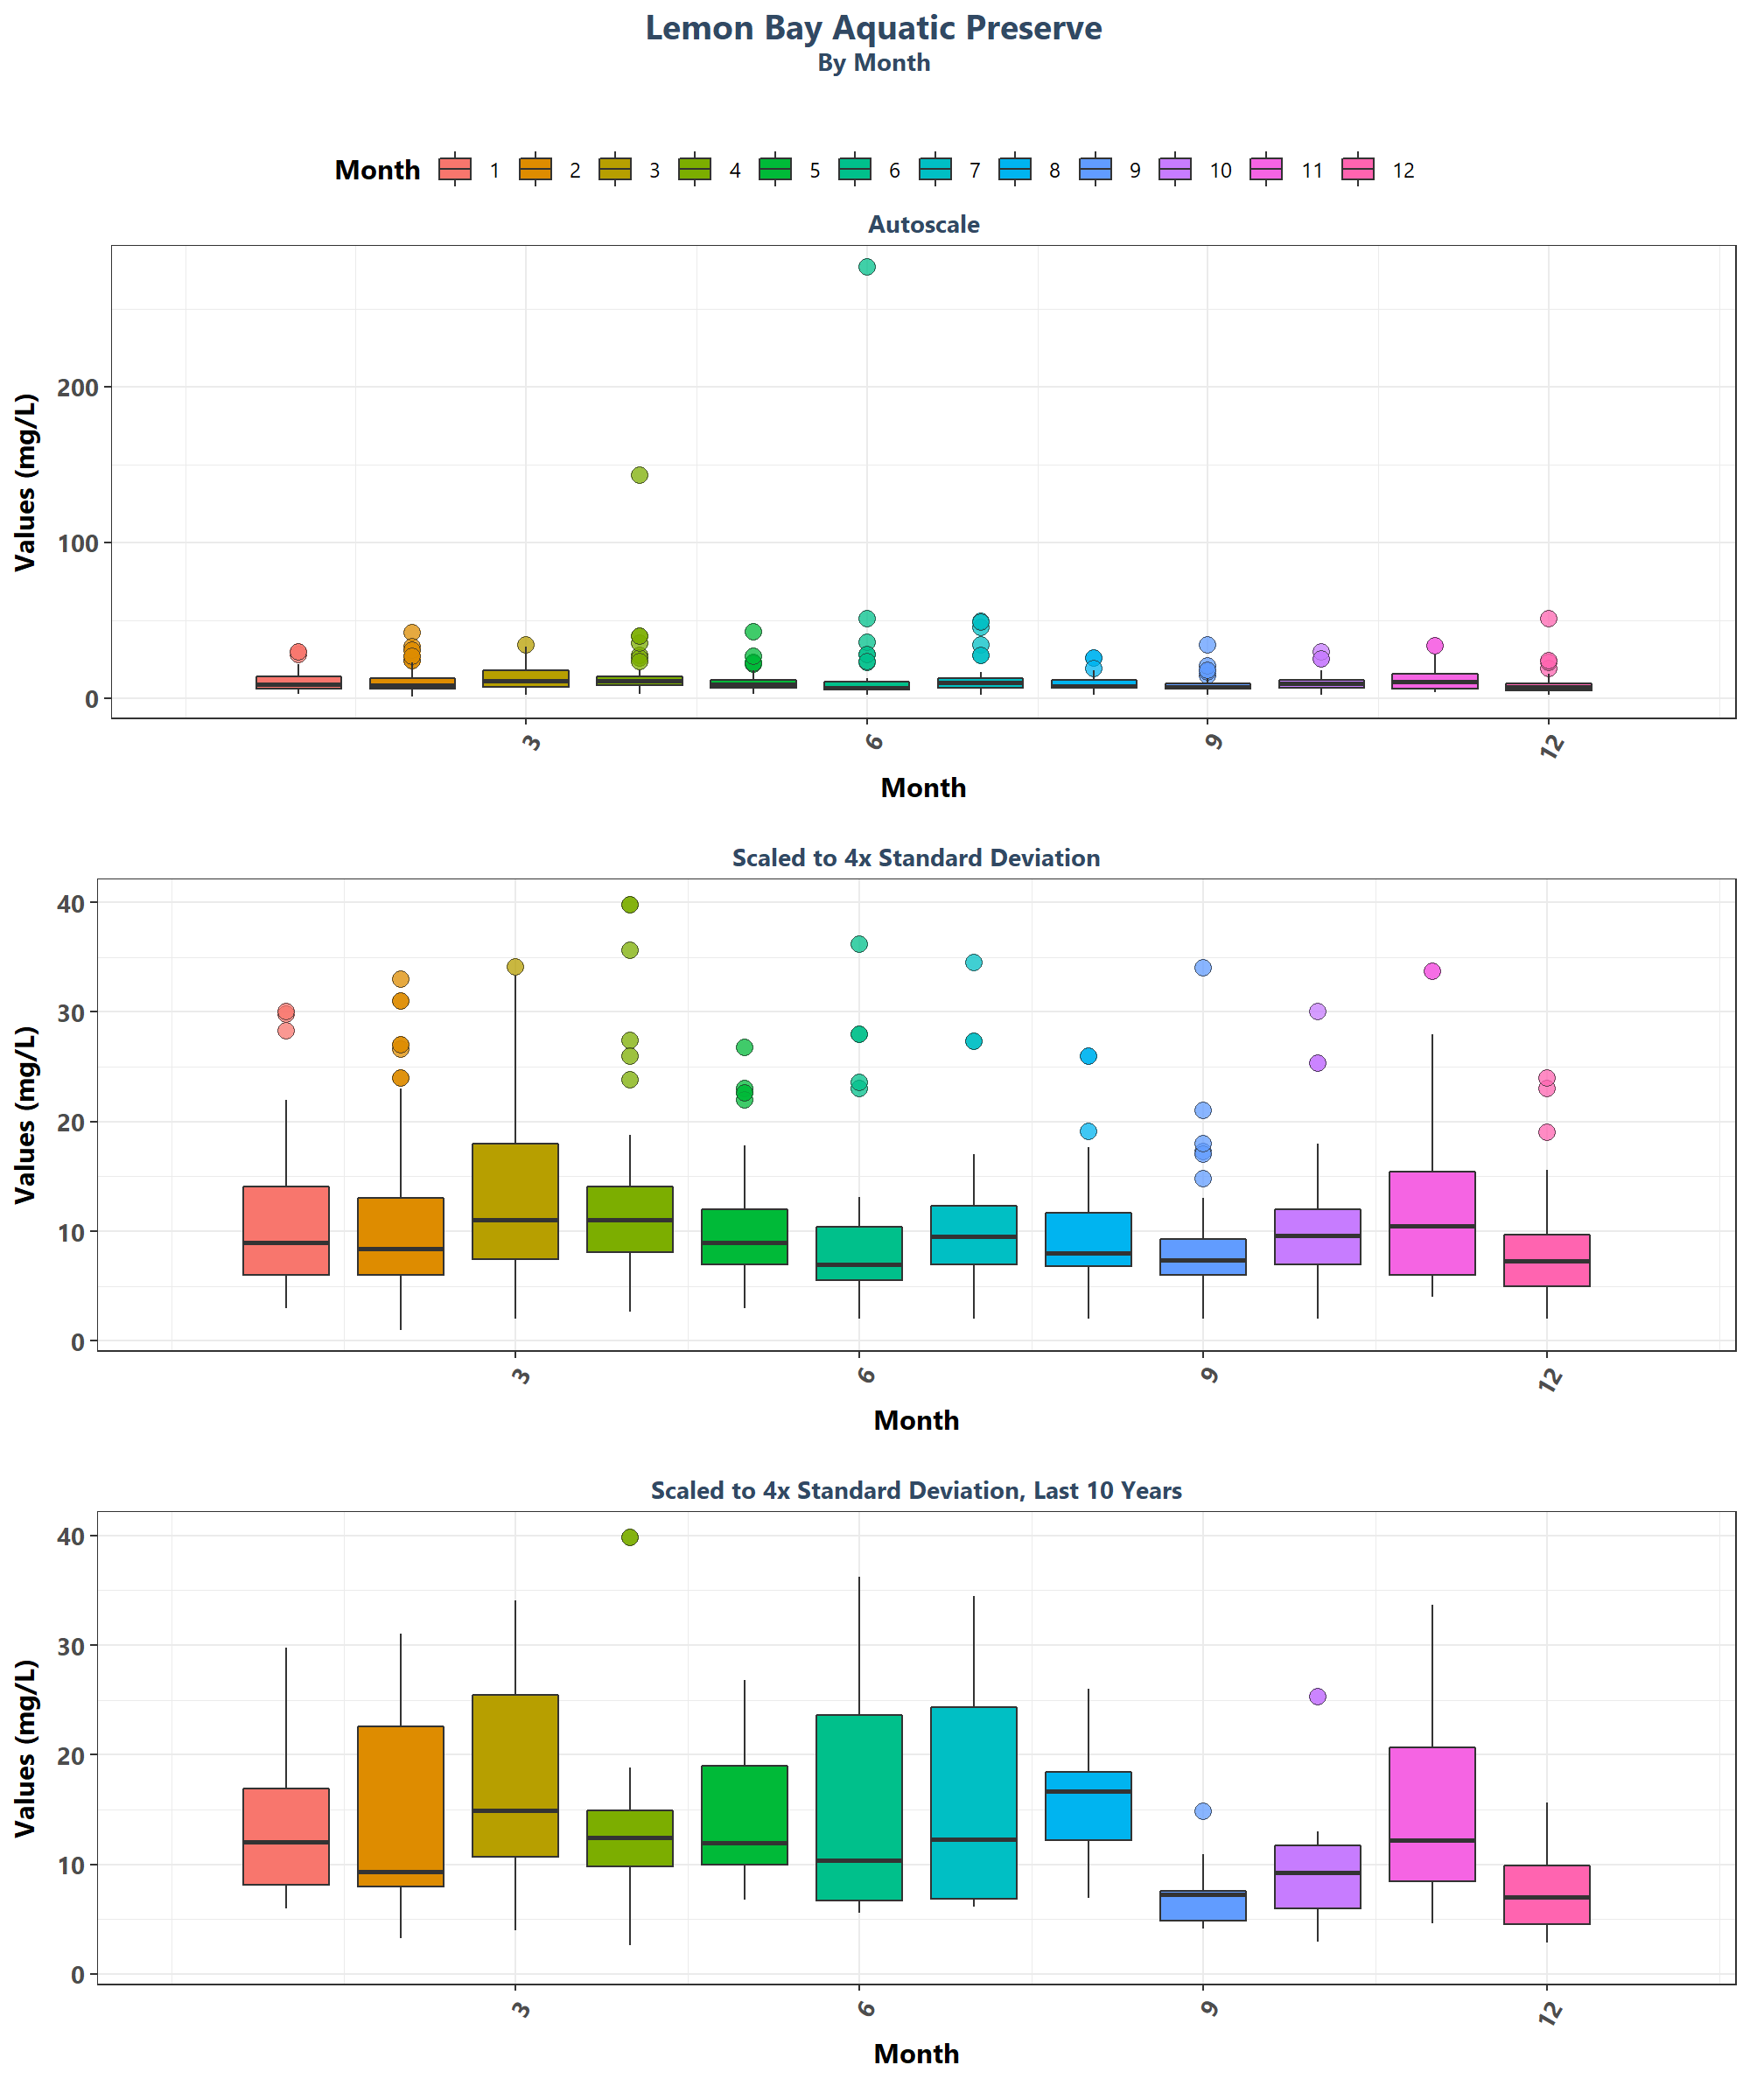 Lemon Bay Aquatic Preserve
By Month
Month 1 2 3 4 5 6 7 8 9 10 11 12
Autoscale
Values (mg/L)
200
100
0
3 6 9 12
Month
Scaled to 4x Standard Deviation
Values (mg/L)
40
30
20
10
0
3 6 9 12
Month
Scaled to 4x Standard Deviation, Last 10 Years
Values (mg/L)
40
30
20
10
0
3 6 9 12
Month